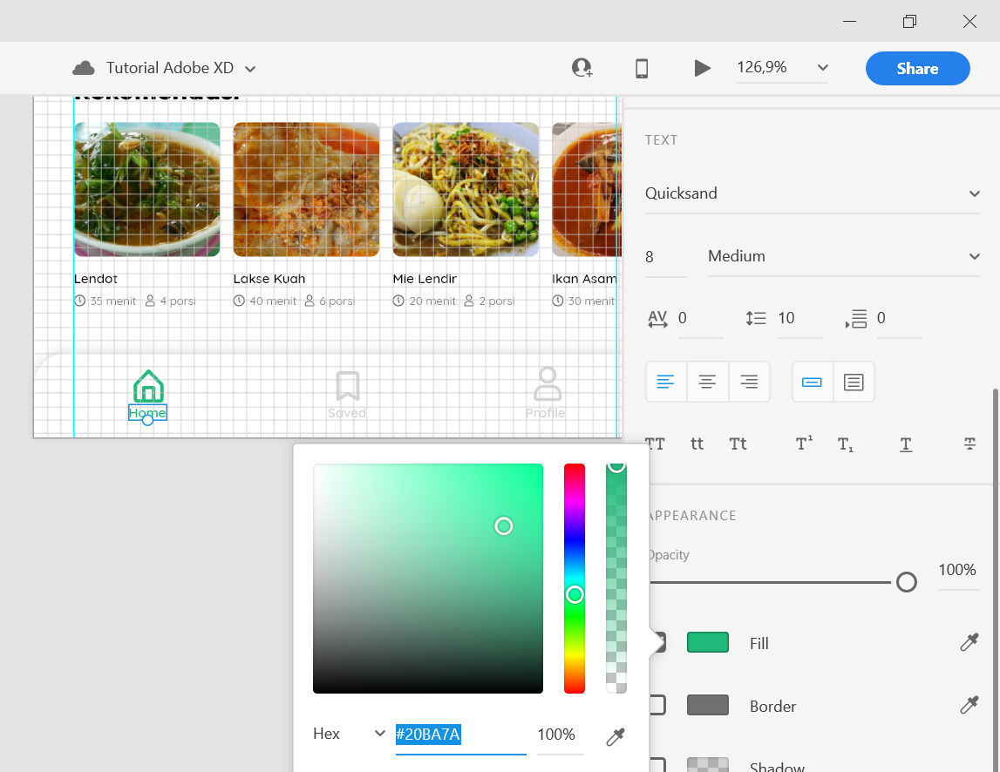 Tutorial Adobe XD
126,9%
Share
Rekomendasi
TEXT
Quicksand
8
Medium
AV 0
10
0
TT tt Tt T¹ T₁ T T
Lendot
35 menit 4 porsi
Lakse Kuah
40 menit 6 porsi
Mie Lendir
20 menit 2 porsi
Ikan Asam
30 menit
Home
Saved
Profile
APPEARANCE
Opacity
100%
Fill
Border
Shadow
Hex
#20BA7A
100%